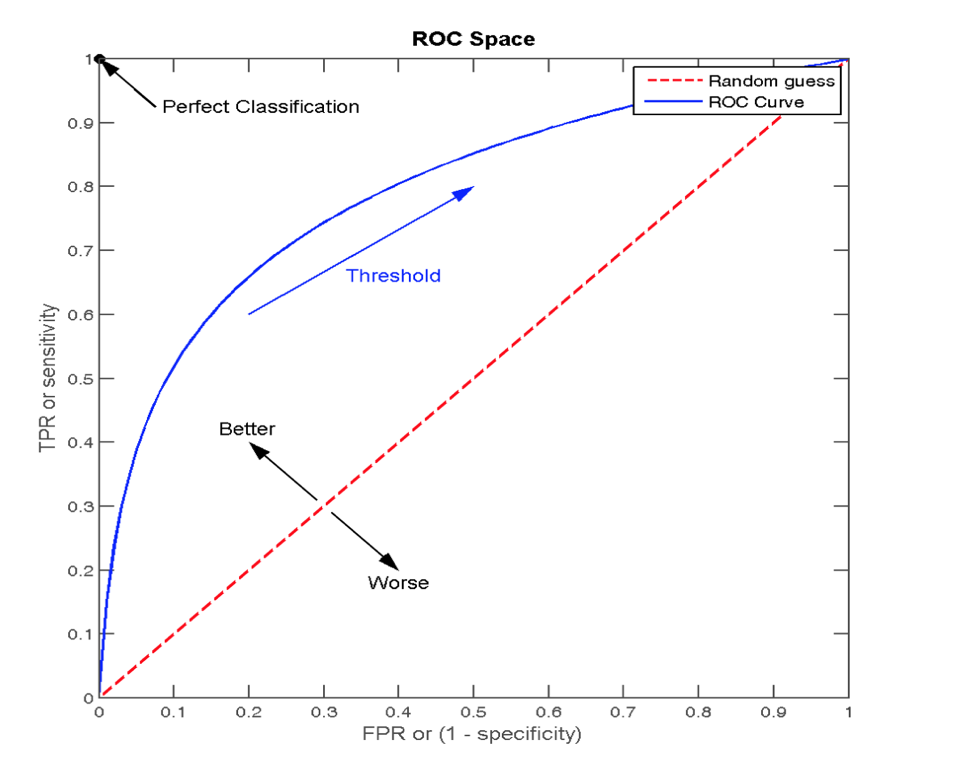 ROC Space
1
Random guess
ROC Curve
Perfect Classification
0.9
0.8
0.7
Threshold
0.6
TPR or sensitivity
0.5
Better
0.4
0.3
0.2
Worse
0.1
0
0 0.1 0.2 0.3 0.4 0.5 0.6 0.7 0.8 0.9 1
FPR or (1 - specificity)